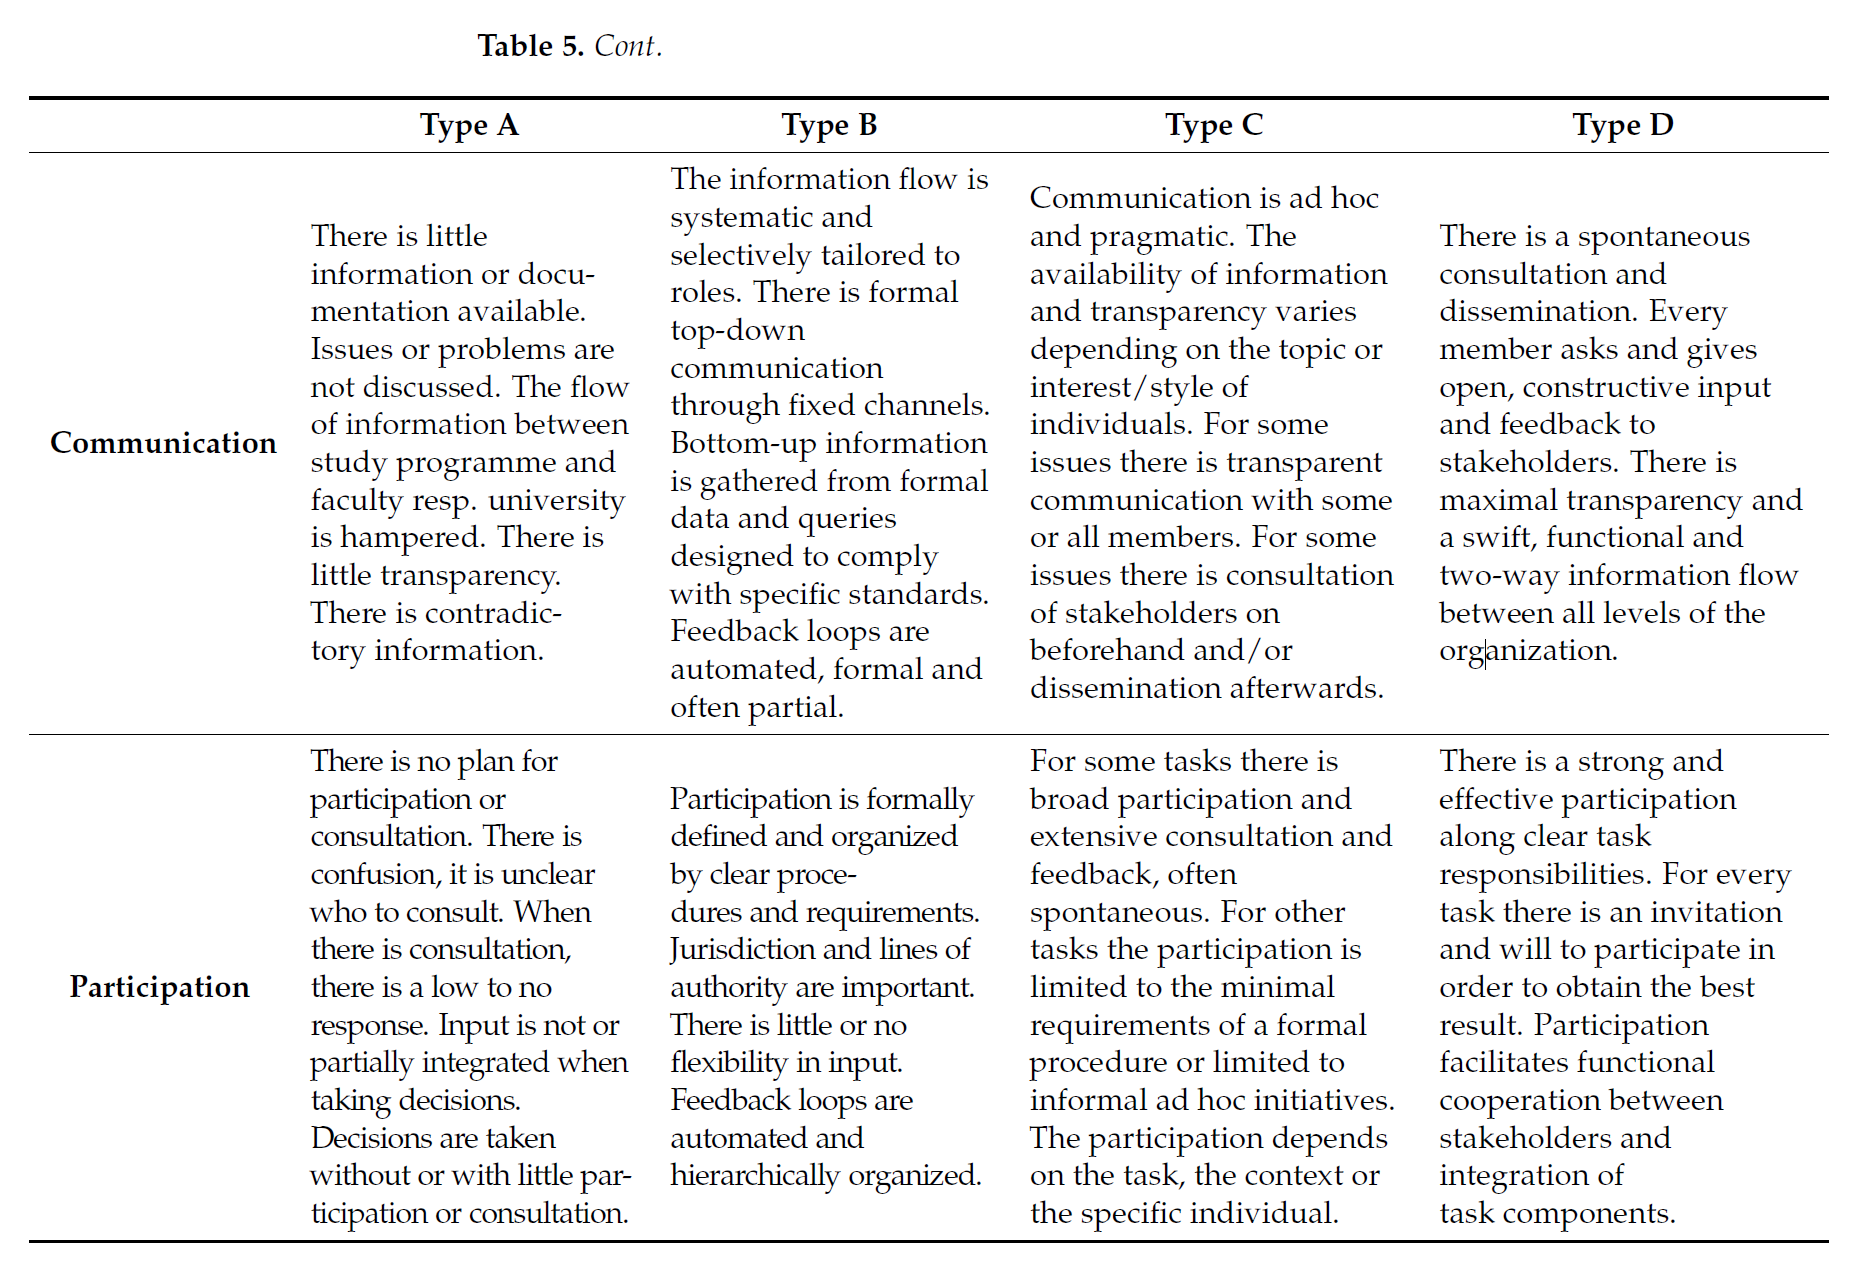 Table 5. Cont.
Type A Type B Type C Type D
Communication
There is little
information or docu-
mentation available.
Issues or problems are
not discussed. The flow
of information between
study programme and
faculty resp. university
is hampered. There is
little transparency.
There is contradic-
tory information.
The information flow is
systematic and
selectively tailored to
roles. There is formal
top-down
communication
through fixed channels.
Bottom-up information
is gathered from formal
data and queries
designed to comply
with specific standards.
Feedback loops are
automated, formal and
often partial.
Communication is ad hoc
and pragmatic. The
availability of information
and transparency varies
depending on the topic or
interest/style of
individuals. For some
issues there is transparent
communication with some
or all members. For some
issues there is consultation
of stakeholders on
beforehand and/or
dissemination afterwards.
There is a spontaneous
consultation and
dissemination. Every
member asks and gives
open, constructive input
and feedback to
stakeholders. There is
maximal transparency and
a swift, functional and
two-way information flow
between all levels of the
organization.
Participation
There is no plan for
participation or
consultation. There is
confusion, it is unclear
who to consult. When
there is consultation,
there is a low to no
response. Input is not or
partially integrated when
taking decisions.
Decisions are taken
without or with little par-
ticipation or consultation.
Participation is formally
defined and organized
by clear proce-
dures and requirements.
Jurisdiction and lines of
authority are important.
There is little or no
flexibility in input.
Feedback loops are
automated and
hierarchically organized.
For some tasks there is
broad participation and
extensive consultation and
feedback, often
spontaneous. For other
tasks the participation is
limited to the minimal
requirements of a formal
procedure or limited to
informal ad hoc initiatives.
The participation depends
on the task, the context or
the specific individual.
There is a strong and
effective participation
along clear task
responsibilities. For every
task there is an invitation
and will to participate in
order to obtain the best
result. Participation
facilitates functional
cooperation between
stakeholders and
integration of
task components.